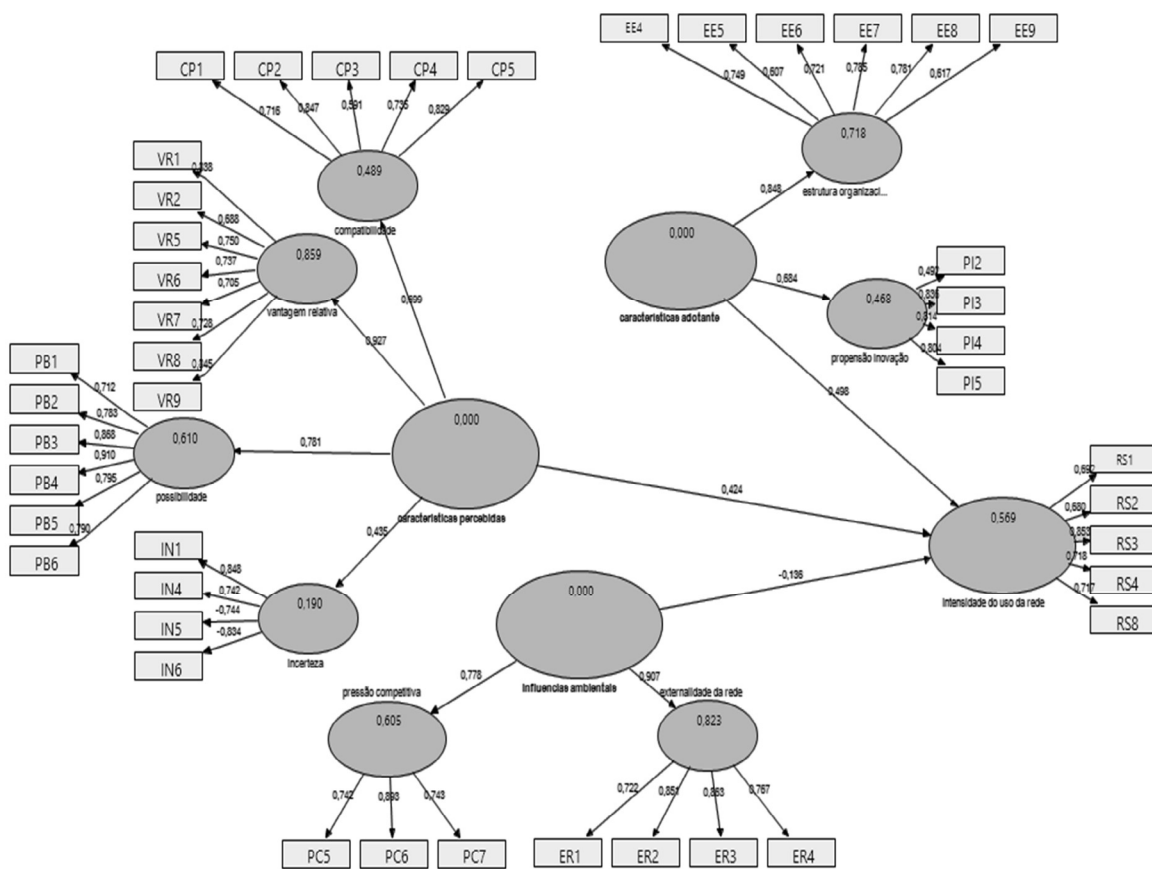 EE4
EE5
EE6
EE7
EE8
EE9
0,749
0,607
0,721
0,785
0,781
0,617
0,718
estrutura organizaci...
CP1
CP2
CP3
CP4
CP5
0,716
0,847
0,591
0,735
0,829
0,489
compatibilidade
VR1
VR2
VR5
VR6
VR7
VR8
VR9
0,688
0,750
0,737
0,705
0,728
0,859
vantagem relativa
0,848
0,000
características adotante
0,684
0,468
propensão inovação
PI2
PI3
PI4
PI5
0,836
0,814
0,804
0,699
0,927
0,498
PB1
PB2
PB3
PB4
PB5
PB6
0,712
0,783
0,868
0,910
0,795
0,790
0,610
possibilidade
0,781
0,000
características percebidas
0,424
0,435
RS1
RS2
RS3
RS4
RS8
0,692
0,680
0,853
0,718
0,717
0,569
Intensidade do uso da rede
-0,136
IN1
IN4
IN5
IN6
0,848
0,742
-0,744
-0,834
0,190
Incerteza
0,000
Influencias ambientais
0,778
0,907
pressão competitiva
0,605
externalidade da rede
0,823
0,742
0,893
0,743
0,722
0,851
0,767
PC5
PC6
PC7
ER1
ER2
ER3
ER4